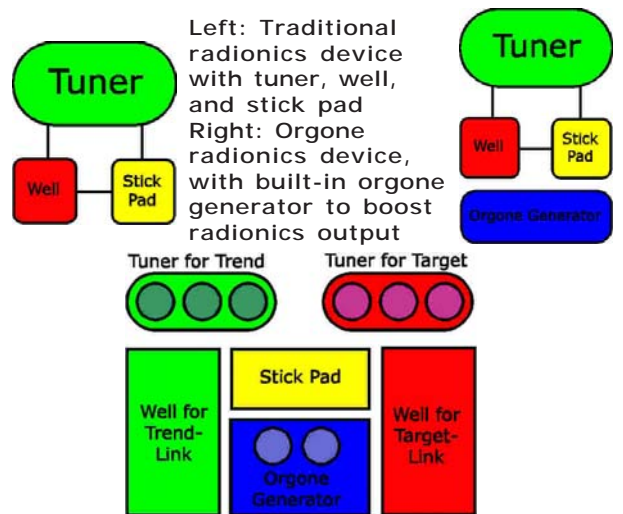 Tuner
Well
Stick
Pad
Left: Traditional
radionics device
with tuner, well,
and stick pad
Right: Orgone
radionics device,
with built-in orgone
generator to boost
radionics output
Tuner
Well
Stick
Pad
Orgone Generator
Tuner for Trend
Tuner for Target
Well for
Trend-
Link
Stick Pad
Orgone
Generator
Well for
Target-
Link